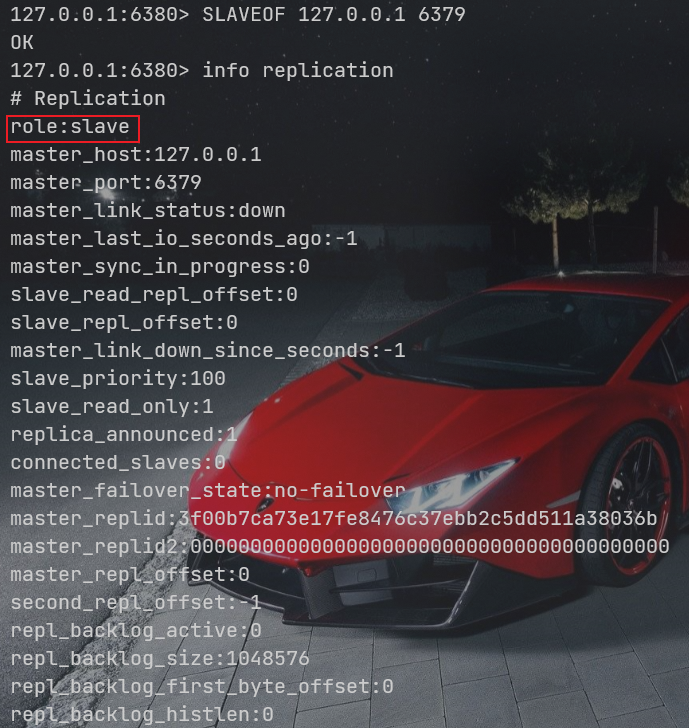 127.0.0.1:6380> SLAVEOF 127.0.0.1 6379
OK
127.0.0.1:6380> info replication
# Replication
role:slave
master_host:127.0.0.1
master_port:6379
master_link_status:down
master_last_io_seconds_ago:-1
master_sync_in_progress:0
slave_read_repl_offset:0
slave_repl_offset:0
master_link_down_since_seconds:-1
slave_priority:100
slave_read_only:1
replica_announced:1
connected_slaves:0
master_failover_state:no-failover
master_replid:3f00b7ca73e17fe8476c37ebb2c5dd511a38036b
master_replid2:0000000000000000000000000000000000000000
master_repl_offset:0
second_repl_offset:-1
repl_backlog_active:0
repl_backlog_size:1048576
repl_backlog_first_byte_offset:0
repl_backlog_histlen:0